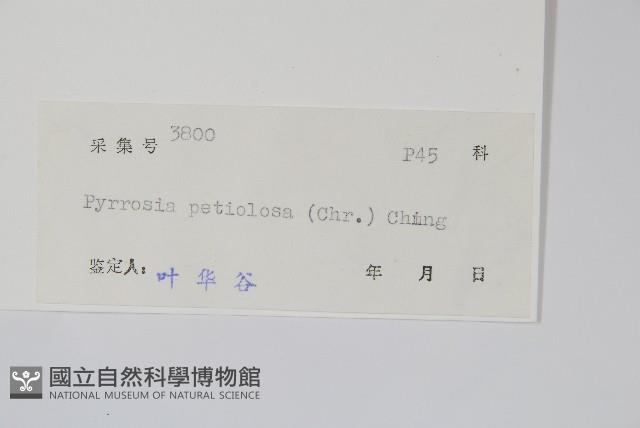 采集号 3800
P45 科
Pyrrosia petiolosa (Chr.) Ching
鉴定人: 叶华谷 年 月 日
國立自然科學博物館
NATIONAL MUSEUM OF NATURAL SCIENCE